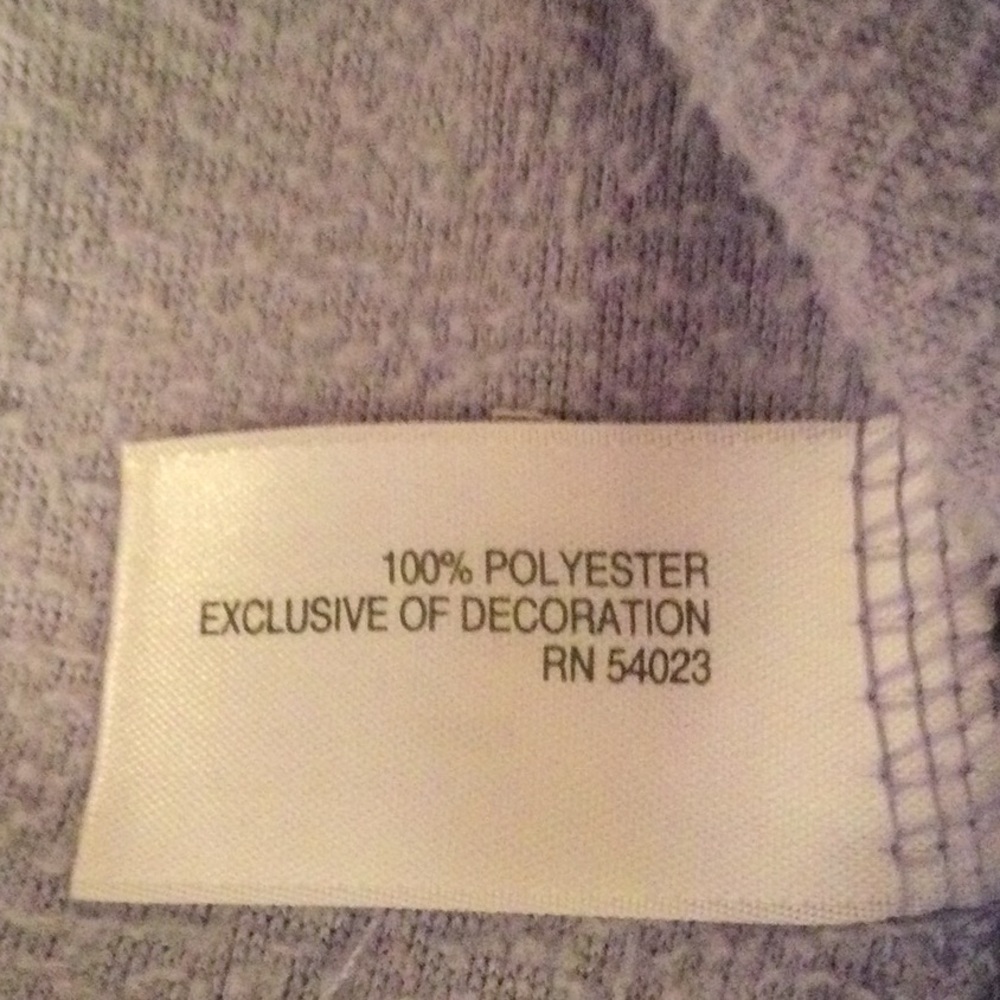 100% POLYESTER
EXCLUSIVE OF DECORATION
RN 54023